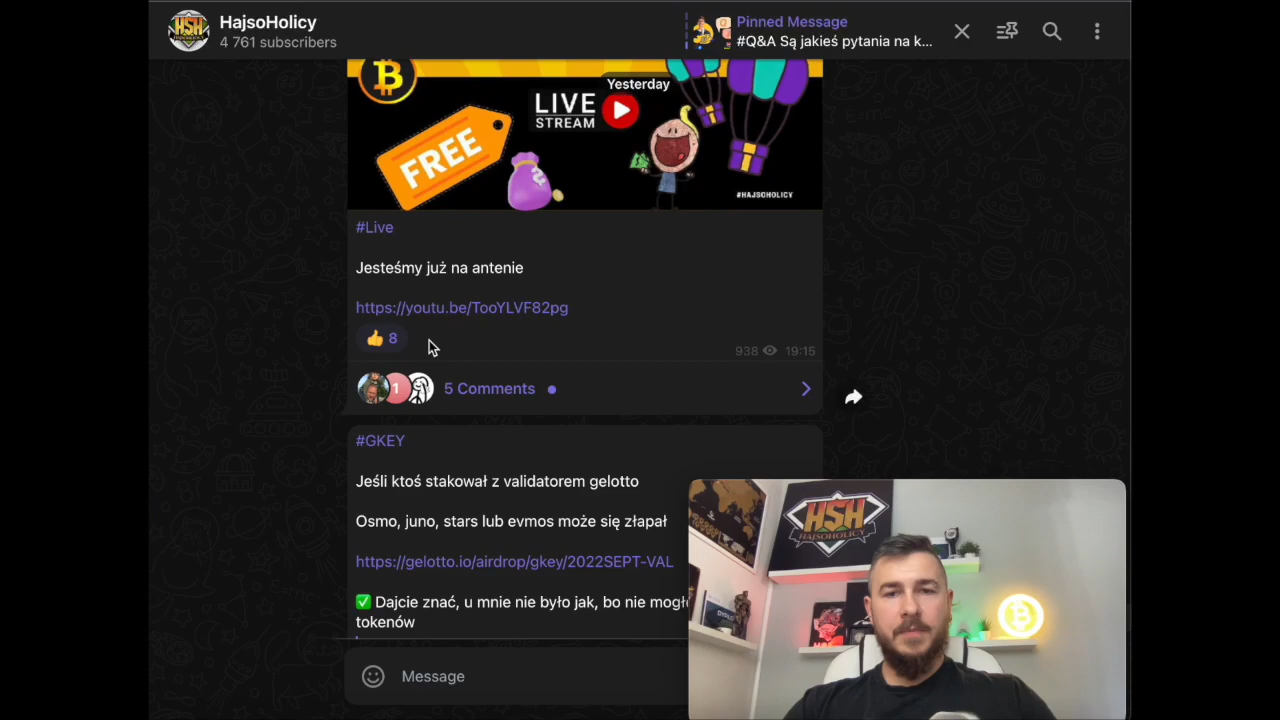 HajsoHolicy
4 761 subscribers
Pinned Message
#Q&A Są jakieś pytania na k...
Yesterday
LIVE
STREAM
FREE
#HAJSOHOLICY
#Live
Jesteśmy już na antenie
https://youtu.be/TooYLVF82pg
8
938 19:15
1
5 Comments
#GKEY
Jeśli ktoś stakował z validatorem gelotto
Osmo, juno, stars lub evmos może się złapał
https://gelotto.io/airdrop/gkey/2022SEPT-VAL
Dajcie znać, u mnie nie było jak, bo nie mogł
tokenów
Message
HSH
HAJSOHOLICY